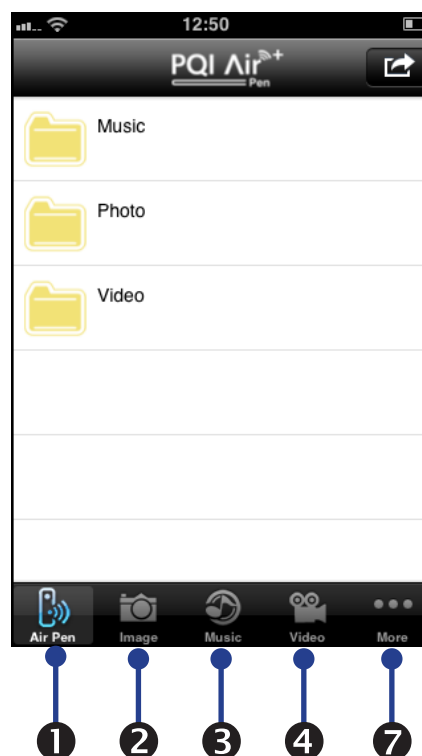 12:50
PQI Air+
Pen
Music
Photo
Video
Air Pen Image Music Video More
1 2 3 4 7